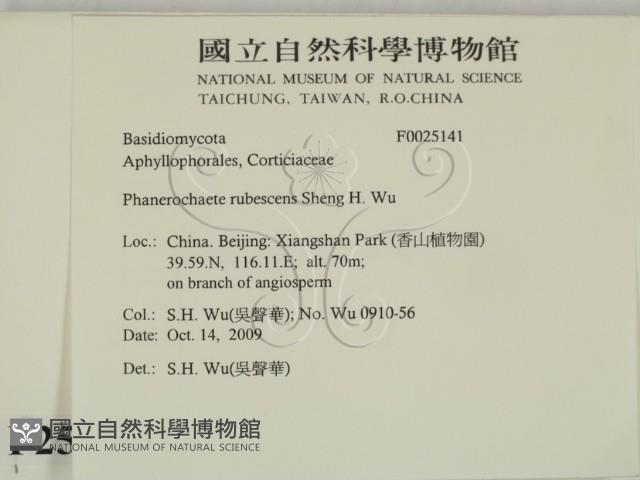 國立自然科學博物館
NATIONAL MUSEUM OF NATURAL SCIENCE
TAICHUNG, TAIWAN, R.O.CHINA
Basidiomycota F0025141
Aphyllophorales, Corticiaceae
Phanerochaete rubescens Sheng H. Wu
Loc.: China. Beijing: Xiangshan Park (香山植物園)
39.59.N, 116.11.E; alt. 70m;
on branch of angiosperm
Col.: S.H. Wu(吳聲華); No. Wu 0910-56
Date: Oct. 14, 2009
Det.: S.H. Wu(吳聲華)
國立自然科學博物館
NATIONAL MUSEUM OF NATURAL SCIENCE